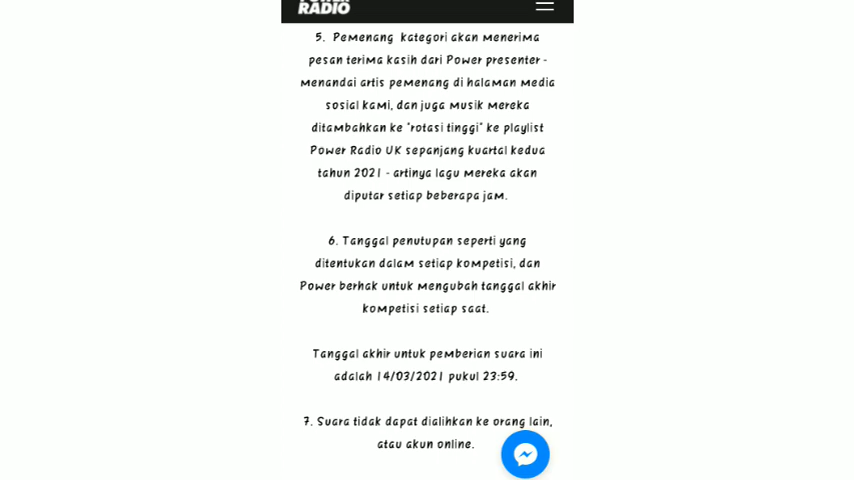 RADIO
5. Pemenang kategori akan menerima
pesan terima kasih dari Power presenter -
menandai artis pemenang di halaman media
sosial kami, dan juga musik mereka
ditambahkan ke "rotasi tinggi" ke playlist
Power Radio UK sepanjang kuartal kedua
tahun 2021 - artinya lagu mereka akan
diputar setiap beberapa jam.
6. Tanggal penutupan seperti yang
ditentukan dalam setiap kompetisi, dan
Power berhak untuk mengubah tanggal akhir
kompetisi setiap saat.
Tanggal akhir untuk pemberian suara ini
adalah 14/03/2021 pukul 23:59.
7. Suara tidak dapat dialihkan ke orang lain,
atau akun online.